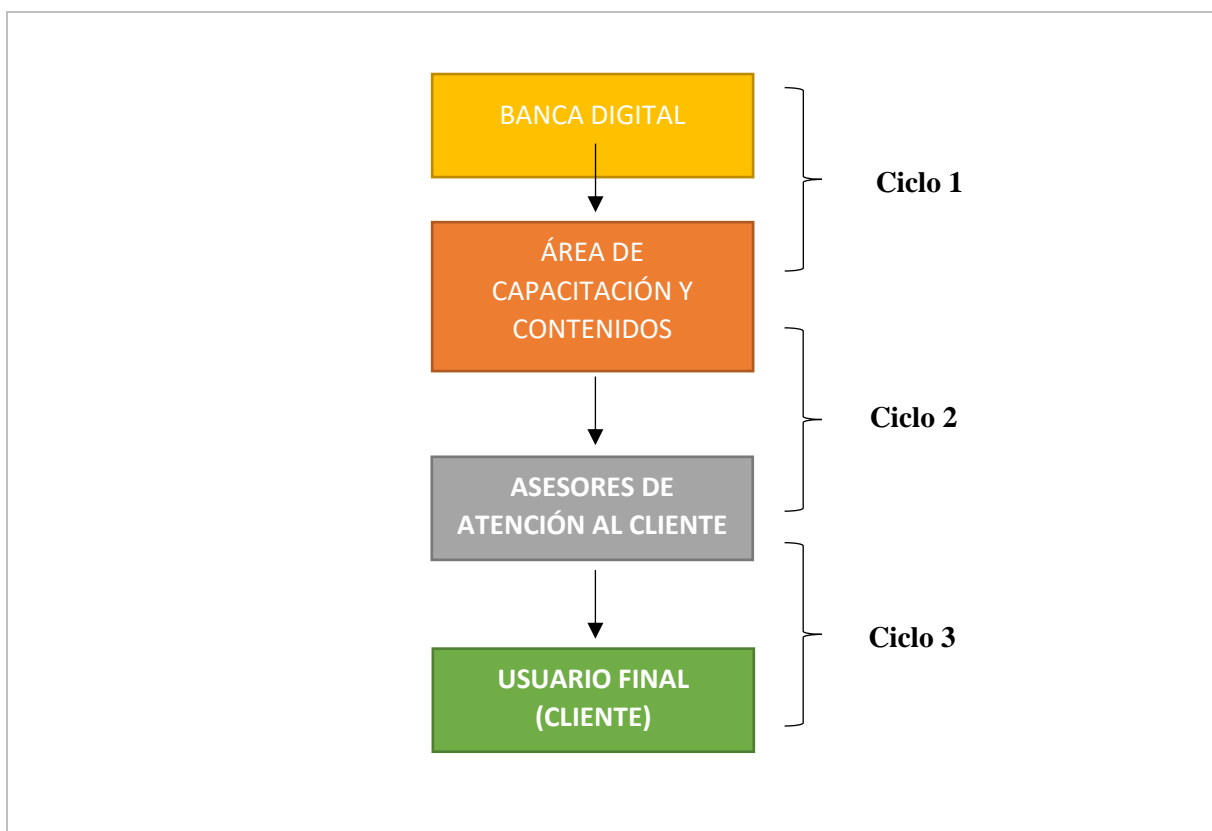 BANCA DIGITAL
Ciclo 1
ÁREA DE
CAPACITACIÓN Y
CONTENIDOS
Ciclo 2
ASESORES DE
ATENCIÓN AL CLIENTE
Ciclo 3
USUARIO FINAL
(CLIENTE)